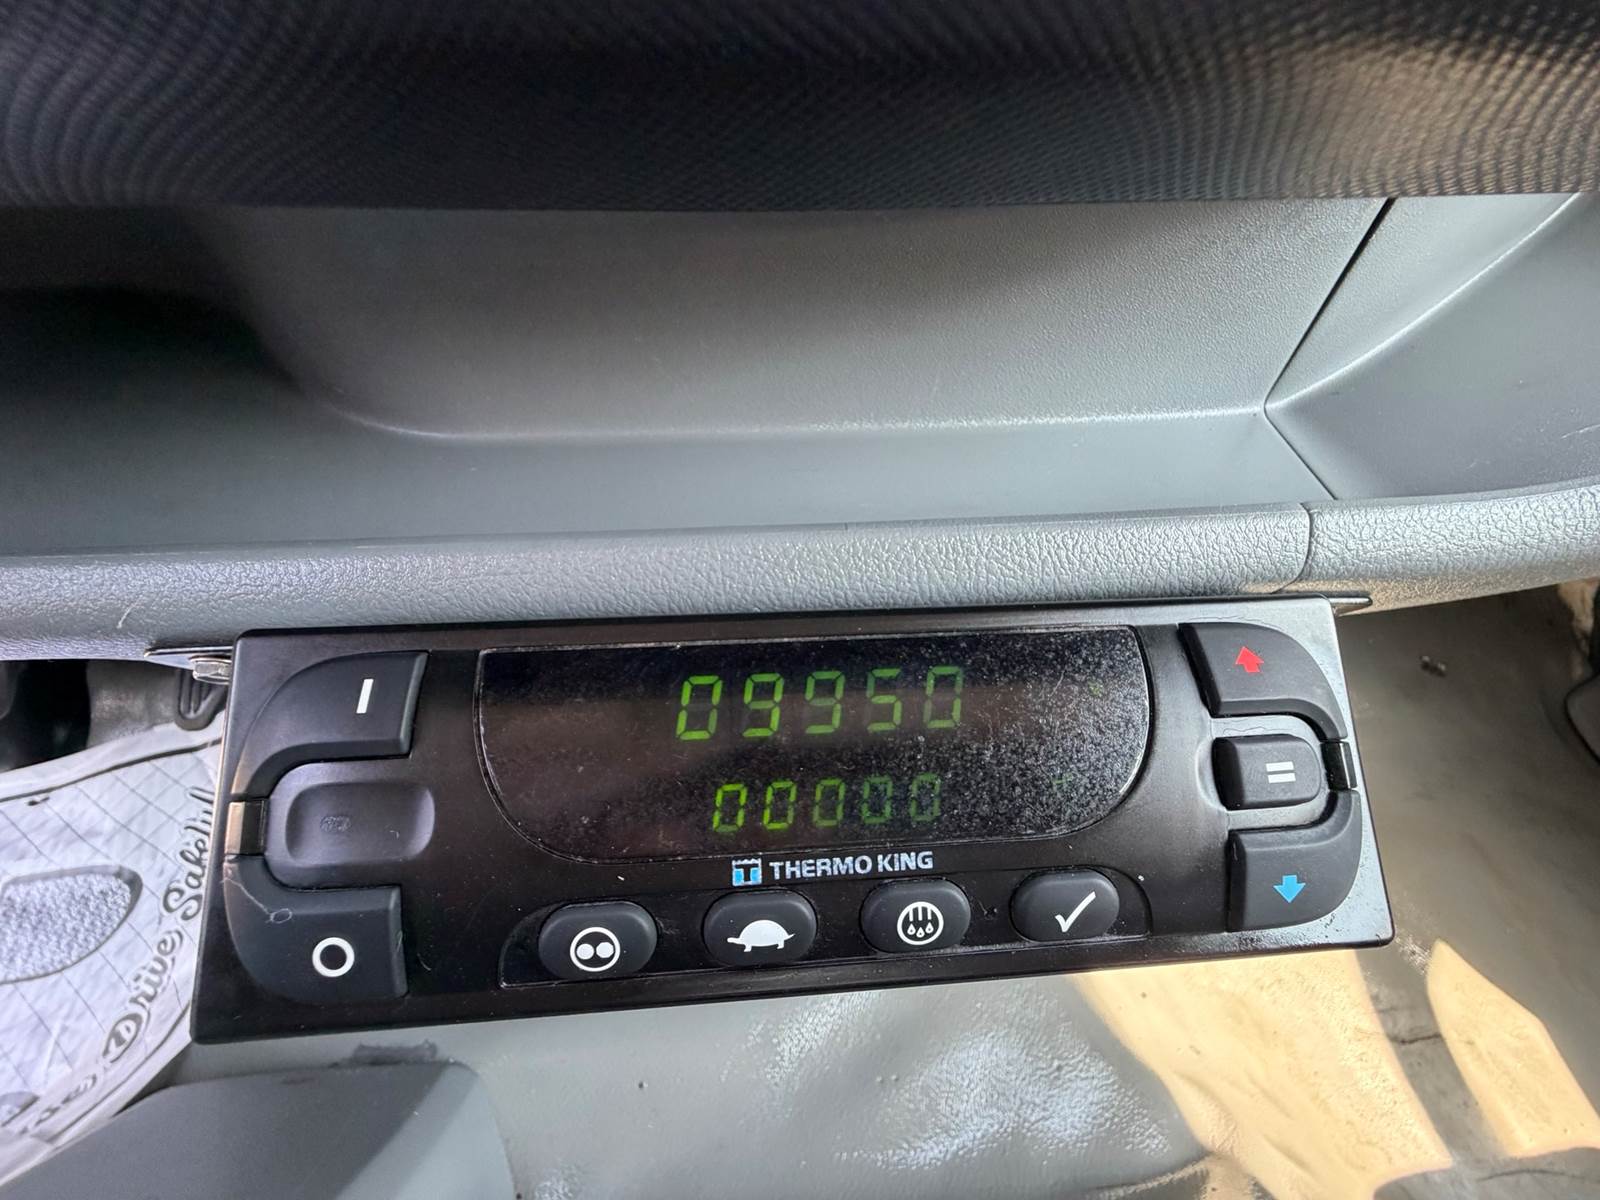 09950
00000
THERMO KING
Drive Safely!